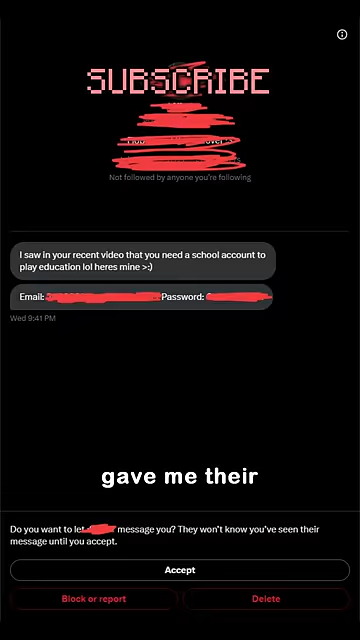 SUBSCRIBE
Not followed by anyone you're following
I saw in your recent video that you need a school account to
play education lol heres mine >:)
Email: Password:
Wed 9:41 PM
gave me their
Do you want to let message you? They won't know you've seen their
message until you accept.
Accept
Block or report Delete